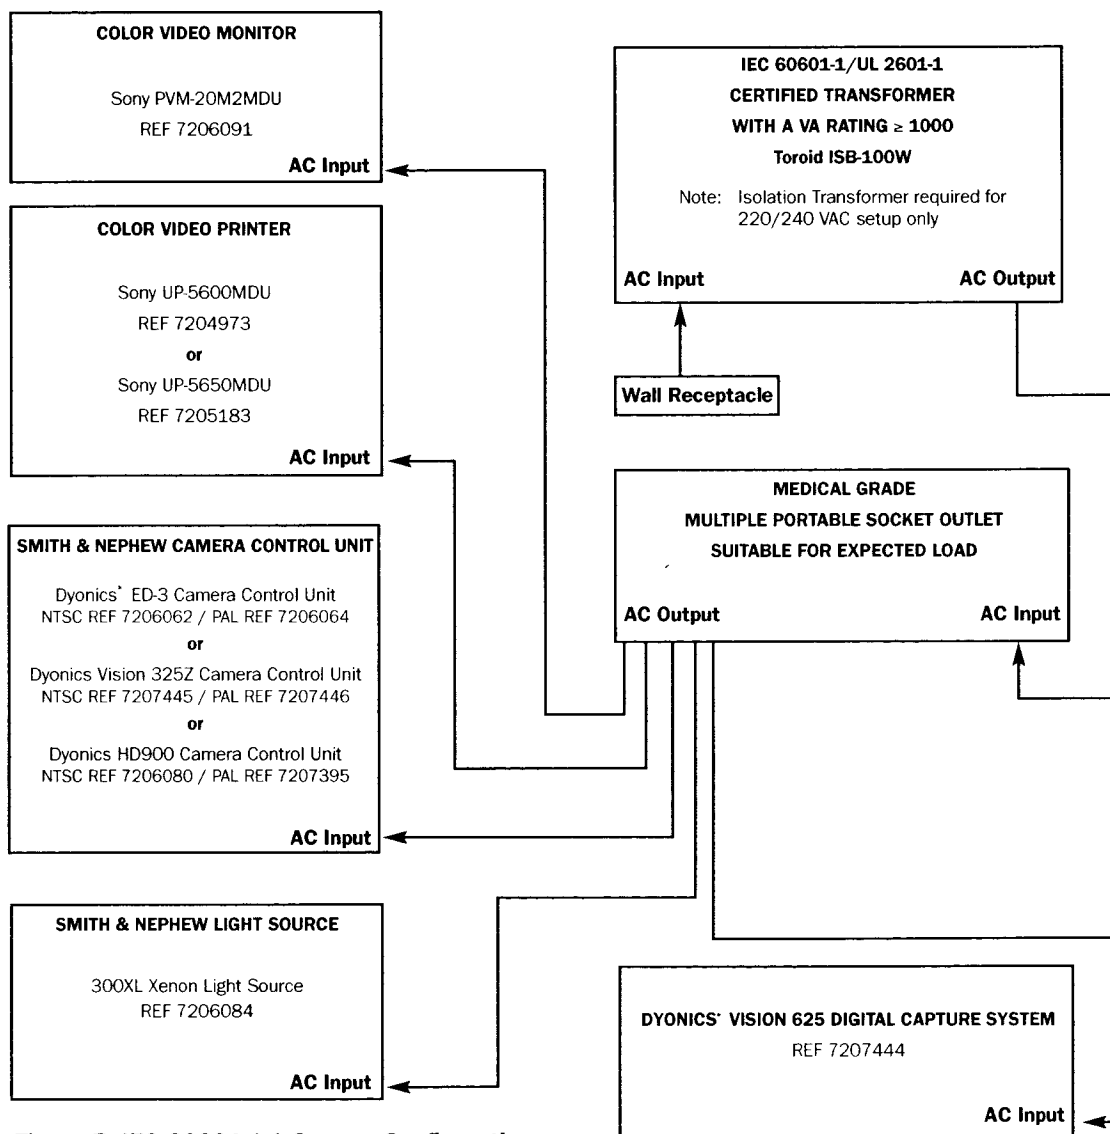 COLOR VIDEO MONITOR
Sony PVM-20M2MDU
REF 7206091
AC Input
COLOR VIDEO PRINTER
Sony UP-5600MDU
REF 7204973
or
Sony UP-5650MDU
REF 7205183
AC Input
SMITH & NEPHEW CAMERA CONTROL UNIT
Dyonics* ED-3 Camera Control Unit
NTSC REF 7206062 / PAL REF 7206064
or
Dyonics Vision 325Z Camera Control Unit
NTSC REF 7207445 / PAL REF 7207446
or
Dyonics HD900 Camera Control Unit
NTSC REF 7206080 / PAL REF 7207395
AC Input
SMITH & NEPHEW LIGHT SOURCE
300XL Xenon Light Source
REF 7206084
AC Input
IEC 60601-1/UL 2601-1
CERTIFIED TRANSFORMER
WITH A VA RATING ≥ 1000
Toroid ISB-100W
Note: Isolation Transformer required for
220/240 VAC setup only
AC Input AC Output
Wall Receptacle
MEDICAL GRADE
MULTIPLE PORTABLE SOCKET OUTLET
SUITABLE FOR EXPECTED LOAD
AC Output AC Input
DYONICS* VISION 625 DIGITAL CAPTURE SYSTEM
REF 7207444
AC Input